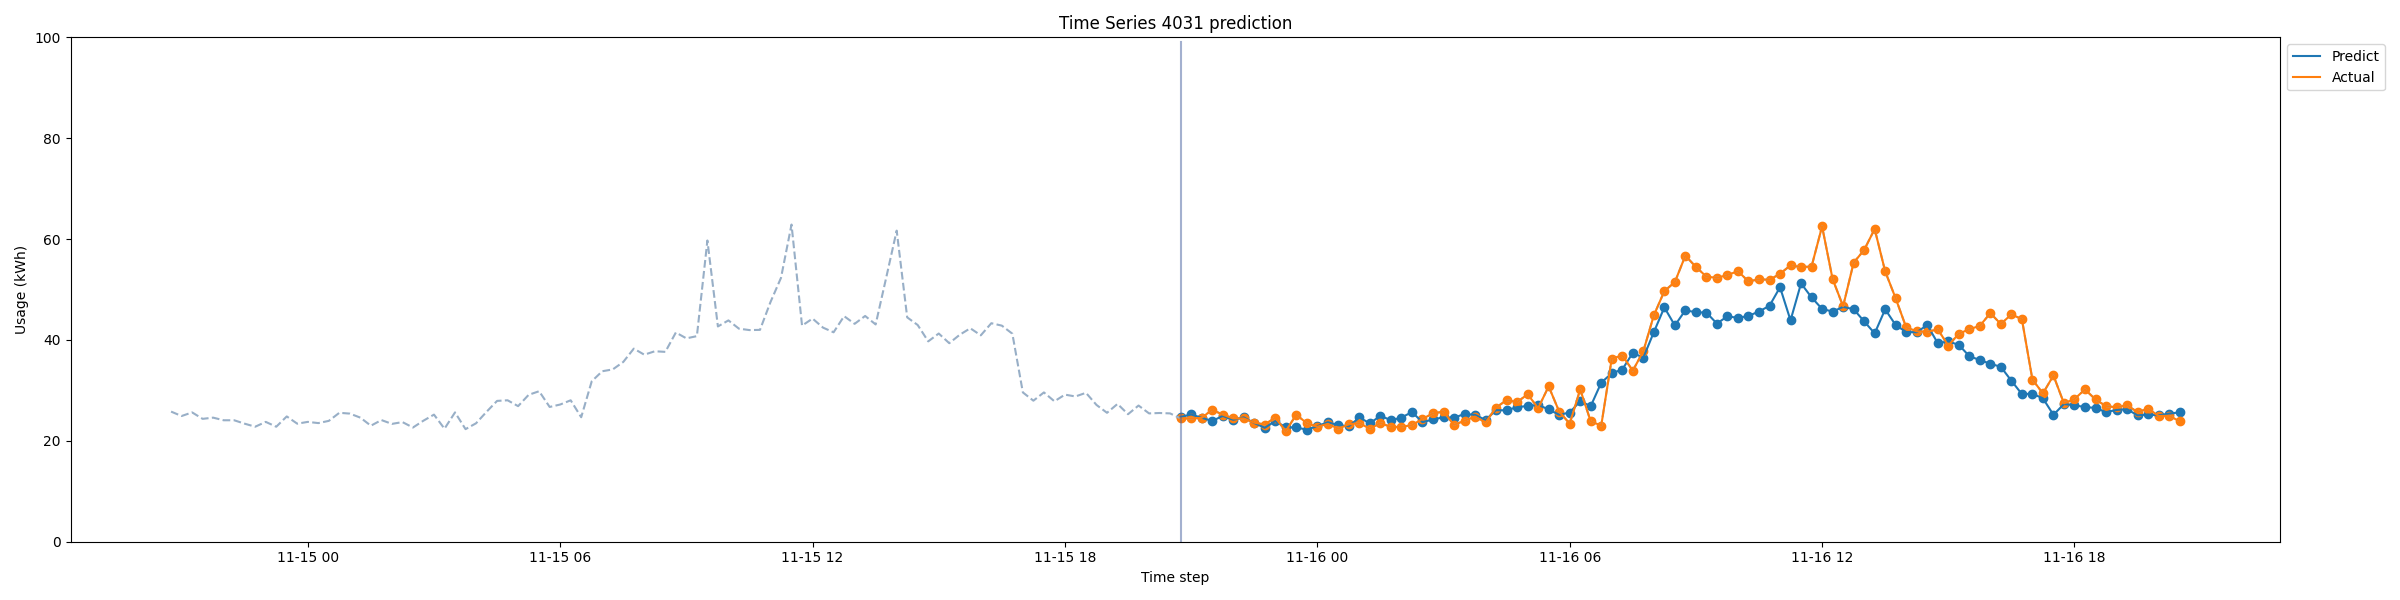 Time Series 4031 prediction
100
80
60
40
20
0
Usage (kWh)
Predict
Actual
11-15 00
11-15 06
11-15 12
11-15 18
11-16 00
11-16 06
11-16 12
11-16 18
Time step